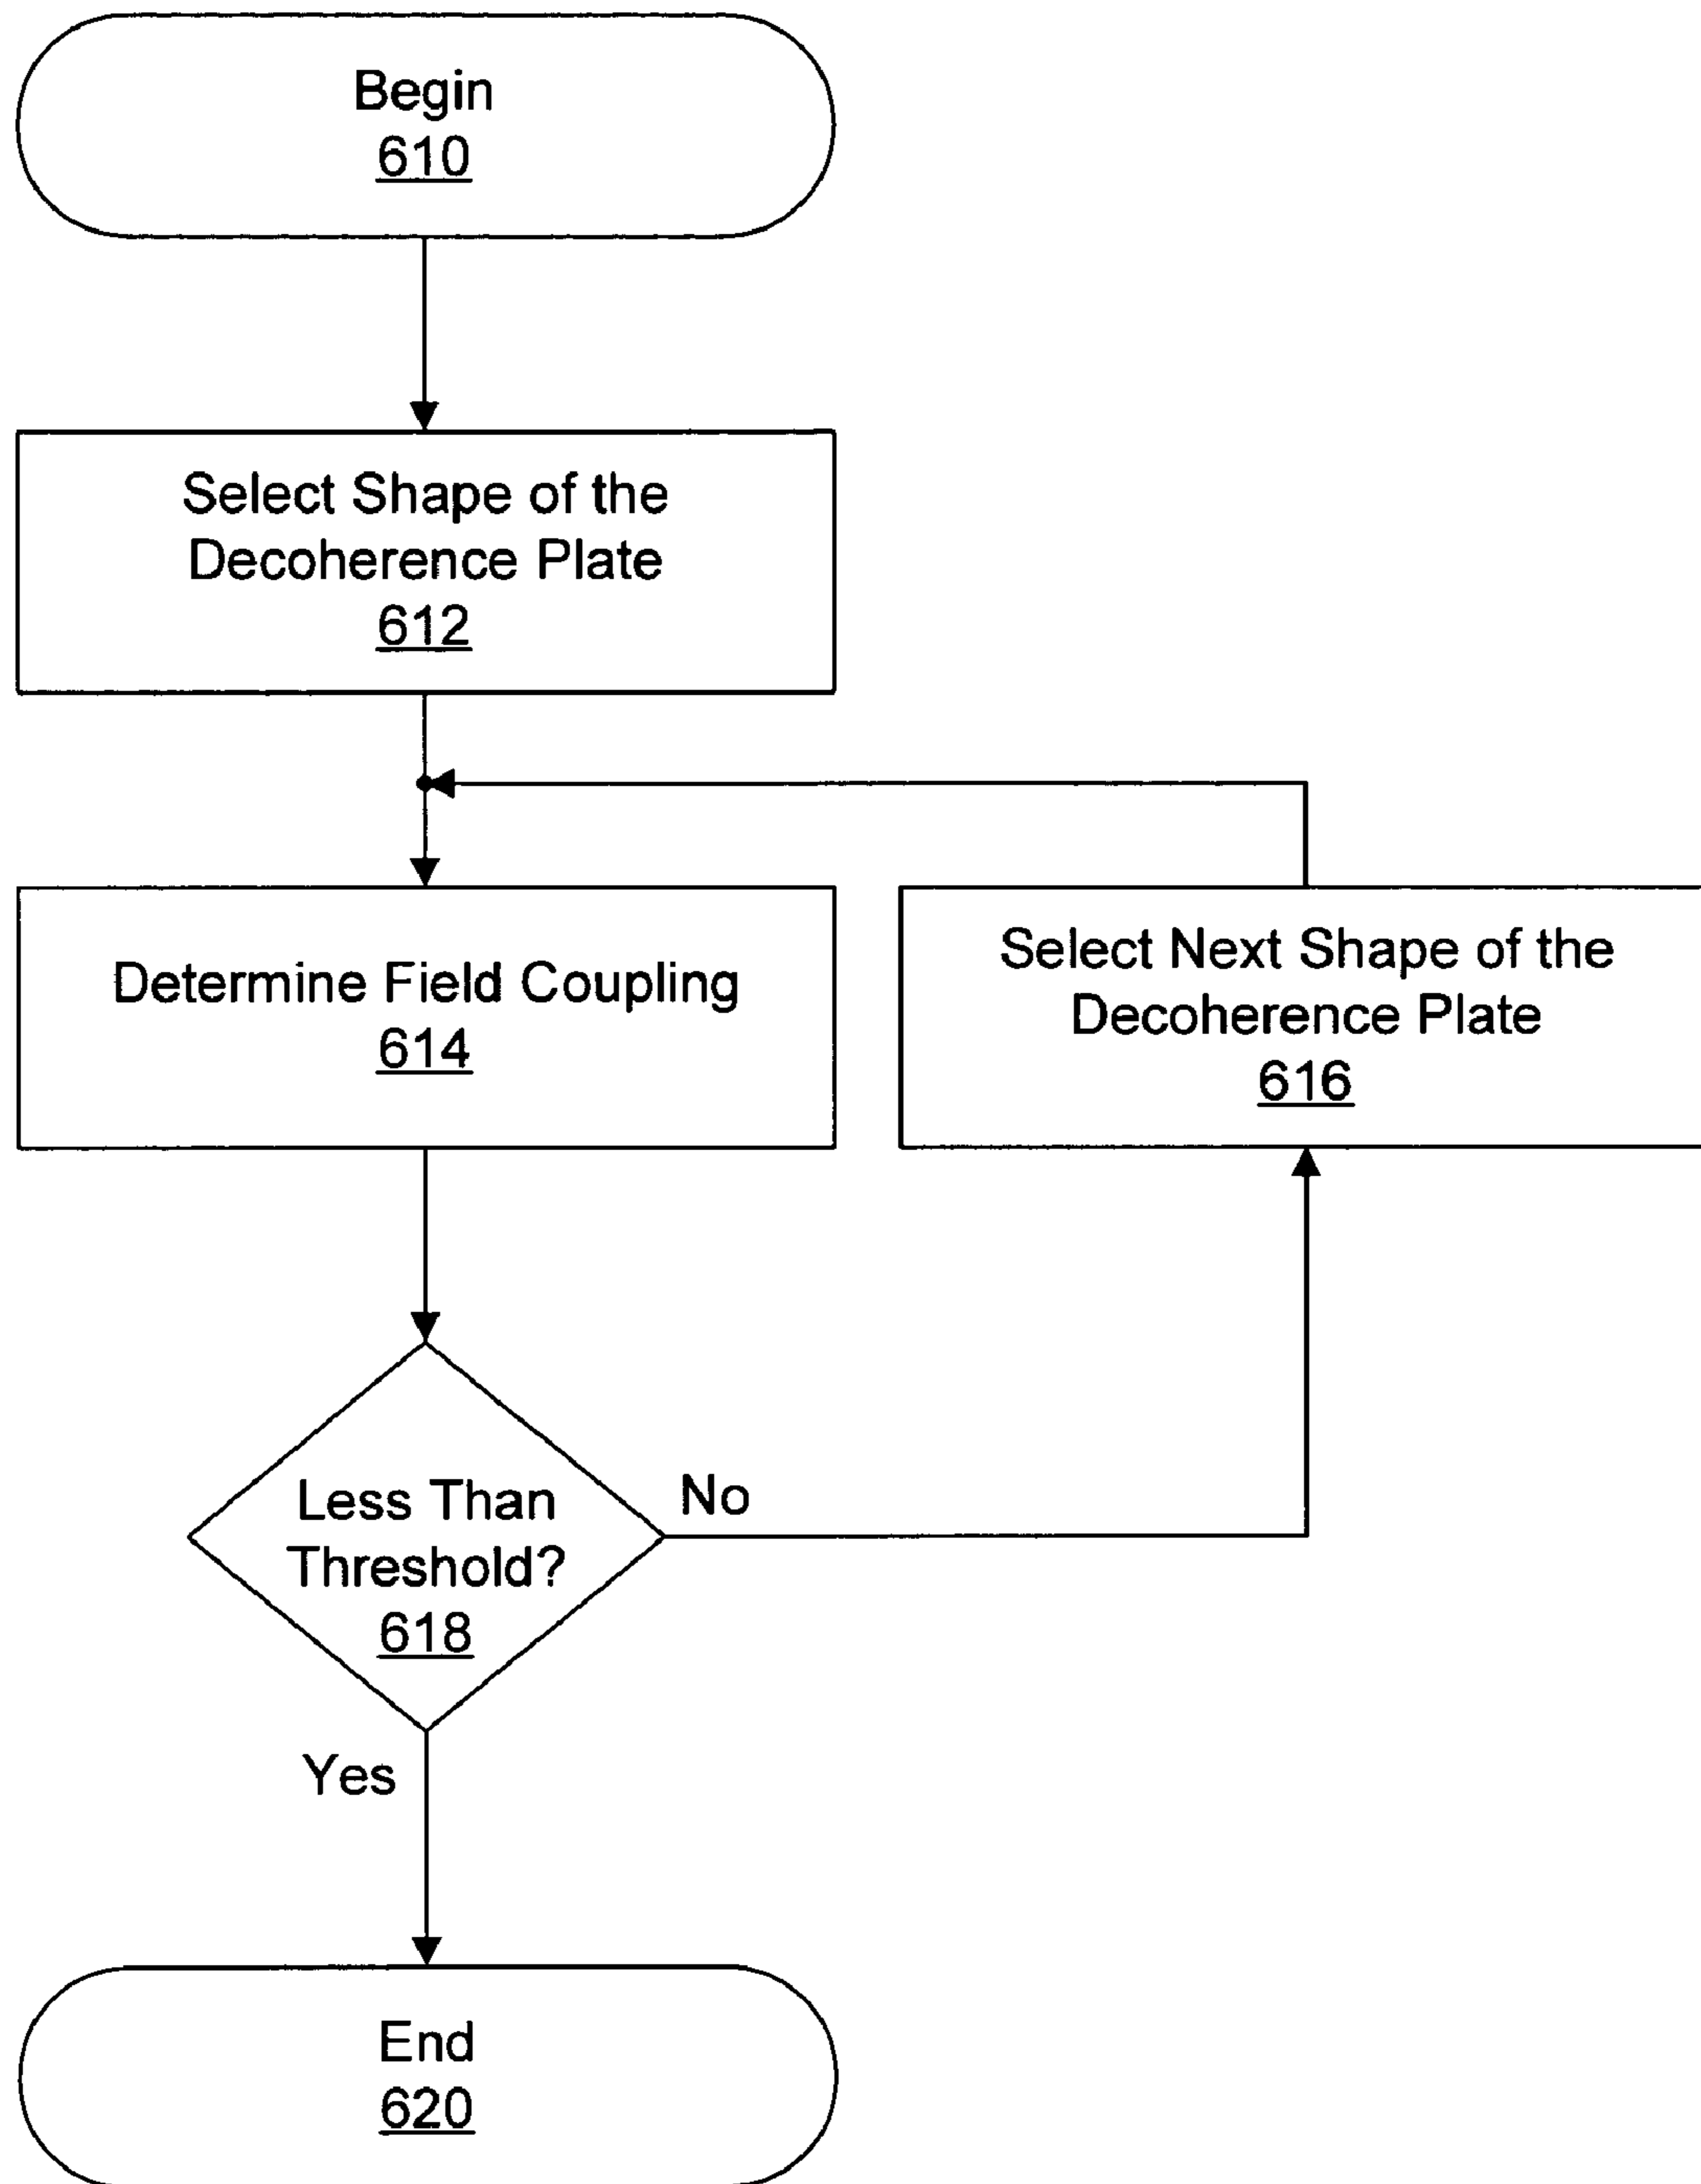 Begin
610
Select Shape of the
Decoherence Plate
612
Determine Field Coupling
614
Select Next Shape of the
Decoherence Plate
616
Less Than
Threshold?
618
No
Yes
End
620